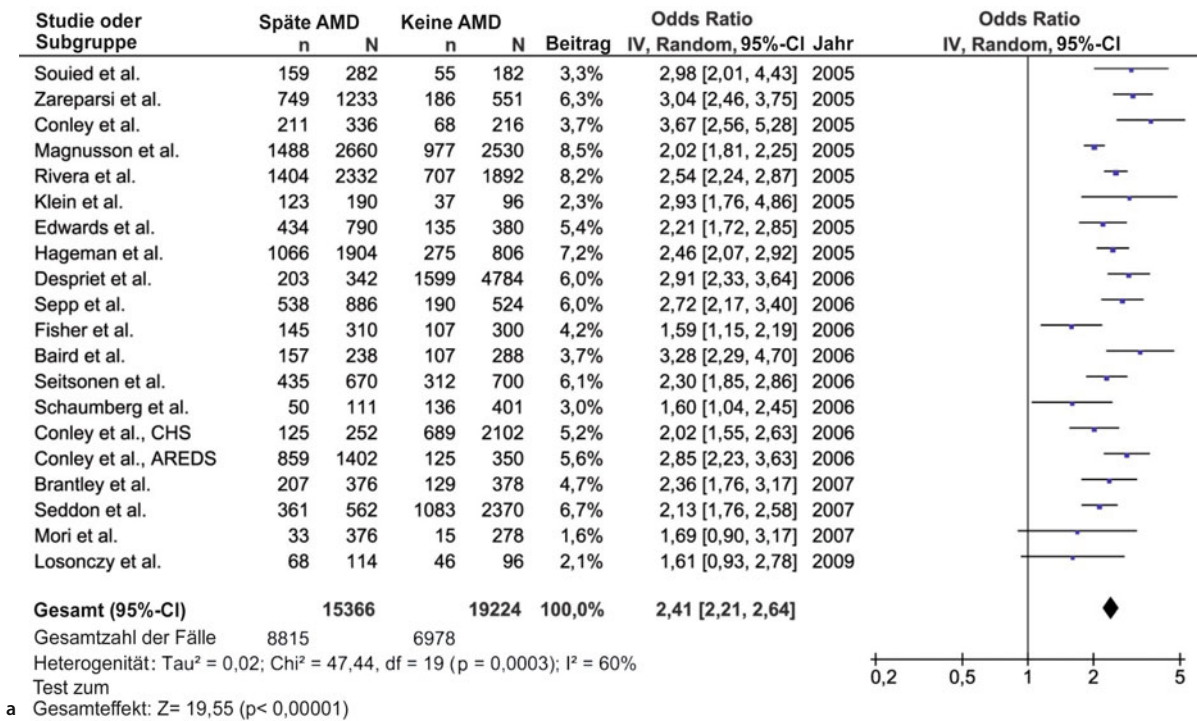 Studie oder Späte AMD Keine AMD Odds Ratio Odds Ratio
Subgruppe n N n N Beitrag IV, Random, 95%-CI Jahr IV, Random, 95%-CI
Souied et al. 159 282 55 182 3,3% 2,98 [2,01, 4,43] 2005
Zareparsi et al. 749 1233 186 551 6,3% 3,04 [2,46, 3,75] 2005
Conley et al. 211 336 68 216 3,7% 3,67 [2,56, 5,28] 2005
Magnusson et al. 1488 2660 977 2530 8,5% 2,02 [1,81, 2,25] 2005
Rivera et al. 1404 2332 707 1892 8,2% 2,54 [2,24, 2,87] 2005
Klein et al. 123 190 37 96 2,3% 2,93 [1,76, 4,86] 2005
Edwards et al. 434 790 135 380 5,4% 2,21 [1,72, 2,85] 2005
Hageman et al. 1066 1904 275 806 7,2% 2,46 [2,07, 2,92] 2005
Despriet et al. 203 342 1599 4784 6,0% 2,91 [2,33, 3,64] 2006
Sepp et al. 538 886 190 524 6,0% 2,72 [2,17, 3,40] 2006
Fisher et al. 145 310 107 300 4,2% 1,59 [1,15, 2,19] 2006
Baird et al. 157 238 107 288 3,7% 3,28 [2,29, 4,70] 2006
Seitsonen et al. 435 670 312 700 6,1% 2,30 [1,85, 2,86] 2006
Schaumberg et al. 50 111 136 401 3,0% 1,60 [1,04, 2,45] 2006
Conley et al., CHS 125 252 689 2102 5,2% 2,02 [1,55, 2,63] 2006
Conley et al., AREDS 859 1402 125 350 5,6% 2,85 [2,23, 3,63] 2006
Brantley et al. 207 376 129 378 4,7% 2,36 [1,76, 3,17] 2007
Seddon et al. 361 562 1083 2370 6,7% 2,13 [1,76, 2,58] 2007
Mori et al. 33 376 15 278 1,6% 1,69 [0,90, 3,17] 2007
Losonczy et al. 68 114 46 96 2,1% 1,61 [0,93, 2,78] 2009
Gesamt (95%-CI) 15366 19224 100,0% 2,41 [2,21, 2,64]
Gesamtzahl der Fälle 8815 6978
Heterogenität: Tau² = 0,02; Chi² = 47,44, df = 19 (p = 0,0003); I² = 60%
0,2 0,5 1 2 5
Test zum
a Gesamteffekt: Z= 19,55 (p< 0,00001)